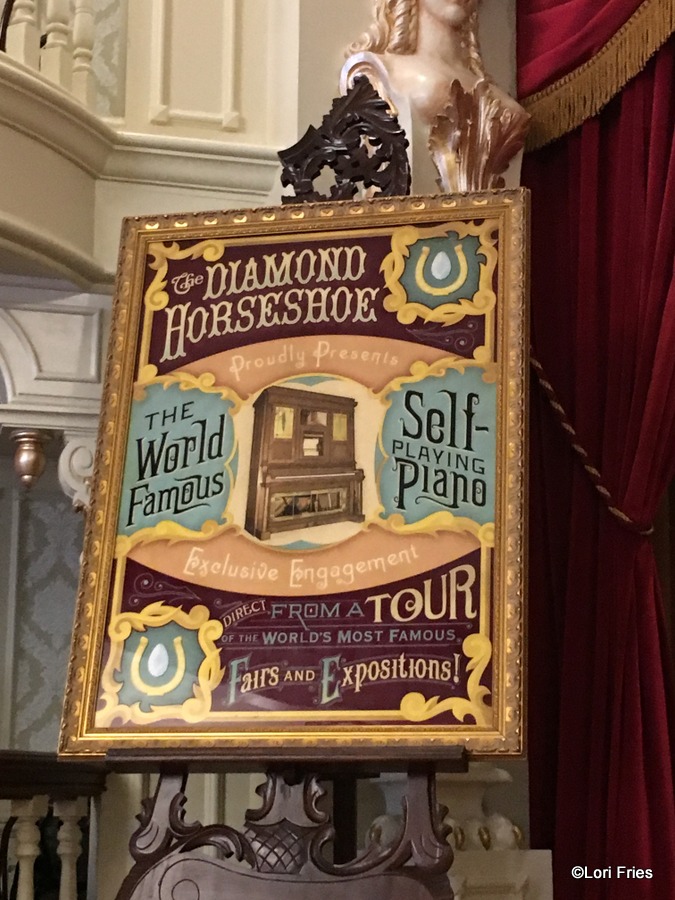 The DIAMOND
HORSESHOE
Proudly Presents
THE
World
Famous
Self-
PLAYING
Piano
Exclusive Engagement
DIRECT FROM A TOUR
OF THE WORLD'S MOST FAMOUS
Fairs AND Expositions!
©Lori Fries